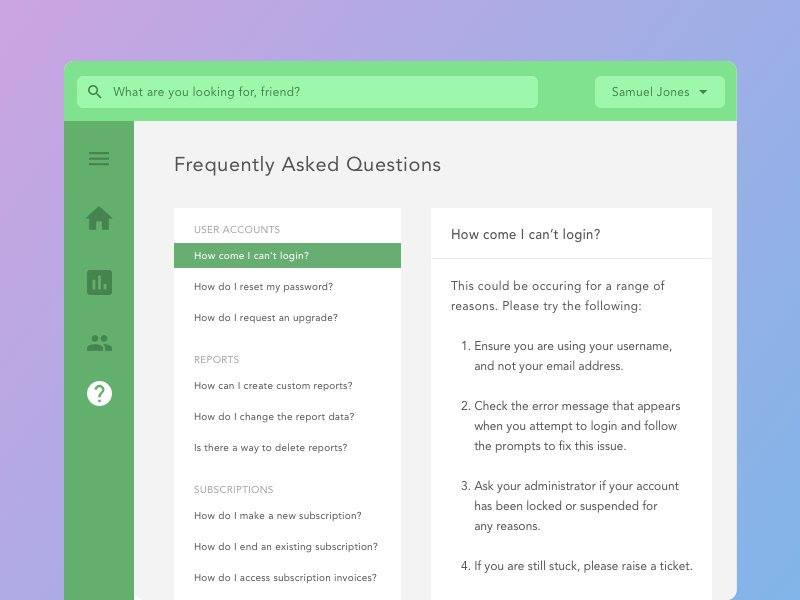 What are you looking for, friend?
Samuel Jones
Frequently Asked Questions
USER ACCOUNTS
How come I can't login?
How do I reset my password?
How do I request an upgrade?
REPORTS
How can I create custom reports?
How do I change the report data?
Is there a way to delete reports?
SUBSCRIPTIONS
How do I make a new subscription?
How do I end an existing subscription?
How do I access subscription invoices?
How come I can’t login?
This could be occuring for a range of
reasons. Please try the following:
1. Ensure you are using your username,
and not your email address.
2. Check the error message that appears
when you attempt to login and follow
the prompts to fix this issue.
3. Ask your administrator if your account
has been locked or suspended for
any reasons.
4. If you are still stuck, please raise a ticket.